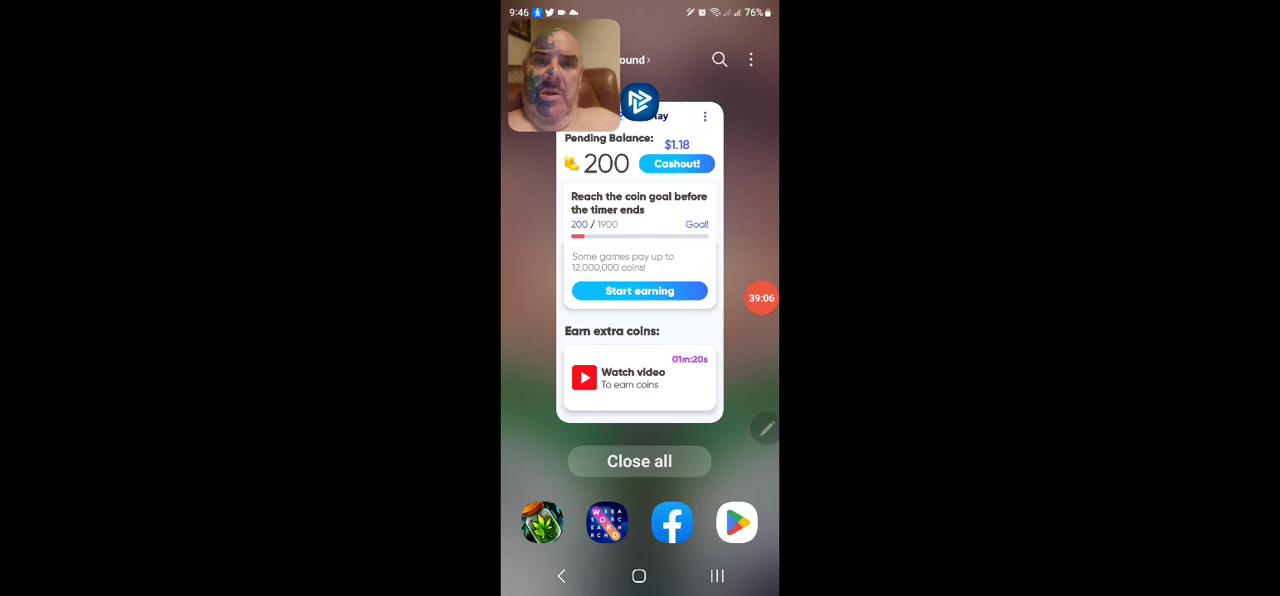 9:46
76%
ound>
lay
Pending Balance:
$1.18
200
Cashout!
Reach the coin goal before
the timer ends
200 / 1900
Goal!
Some games pay up to
12,000,000 coins!
Start earning
39:06
Earn extra coins:
01m:20s
Watch video
To earn coins
Close all